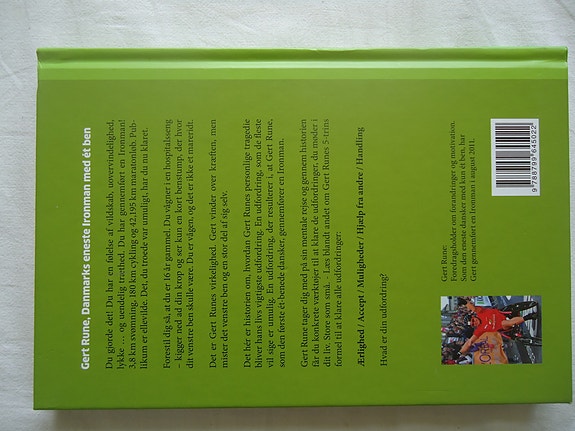 Gert Rune, Danmarks eneste Ironman med ét ben
Du gjorde det! Du har en følelse af vildskab, uovervindelighed,
lykke … og uendelig træthed. Du har gennemført en Ironman!
3,8 km svømning, 180 km cykling og 42,195 km maratonløb. Pub-
likum er ellevilde. Det, du troede var umuligt, har du nu klaret.
Forestil dig så, at du er 16 år gammel. Du vågner i en hospitalsseng
– kigger ned ad din krop og ser kun en kort benstump, der hvor
dit venstre ben skulle være. Du er vågen, og det er ikke et mareridt.
Det er Gert Runes virkelighed. Gert vinder over kræften, men
mister det venstre ben og en stor del af sig selv.
Det her er historien om, hvordan Gert Runes personlige tragedie
bliver hans livs vigtigste udfordring. En udfordring, som de fleste
vil sige er umulig. En udfordring, der resulterer i, at Gert Rune,
som den første ét-benede dansker, gennemfører en Ironman.
Gert Rune tager dig med på sin mentale rejse og gennem historien
får du konkrete værktøjer til at klare de udfordringer, du møder i
dit liv. Store som små. - Læs blandt andet om Gert Runes 5-trins
formel til at klare alle udfordringer:
Ærlighed / Accept / Muligheder / Hjælp fra andre / Handling
Hvad er din udfordring?
Gert Rune:
Foredragsholder om forandringer og motivation.
Som den eneste dansker med kun ét ben, har
Gert gennemført en Ironman i august 2011.
9788799645022